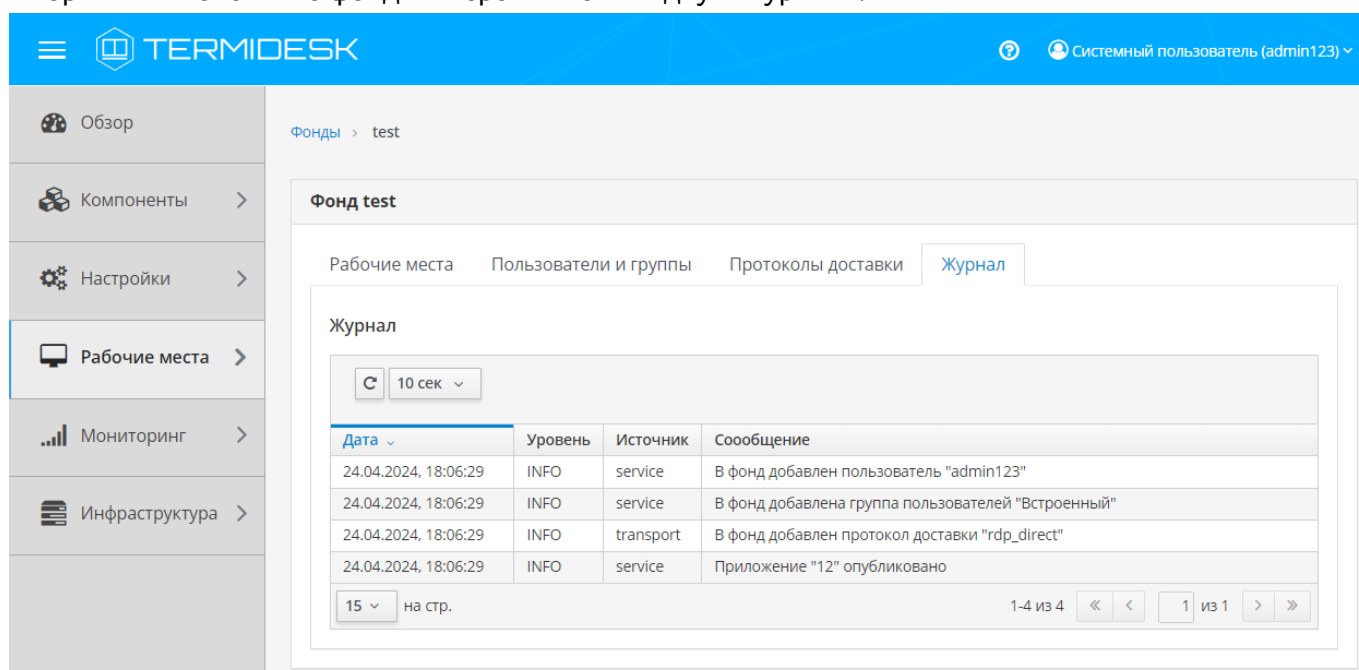 TERMIDESK
Системный пользователь (admin123)
Обзор
Компоненты
Настройки
Рабочие места
Мониторинг
Инфраструктура
Фонды > test
Фонд test
Рабочие места Пользователи и группы Протоколы доставки Журнал
Журнал
10 сек
Дата Уровень Источник Соообщение
24.04.2024, 18:06:29 INFO service В фонд добавлен пользователь "admin123"
24.04.2024, 18:06:29 INFO service В фонд добавлена группа пользователей "Встроенный"
24.04.2024, 18:06:29 INFO transport В фонд добавлен протокол доставки "rdp_direct"
24.04.2024, 18:06:29 INFO service Приложение "12" опубликовано
15 на стр. 1-4 из 4 « < 1 из 1 > »